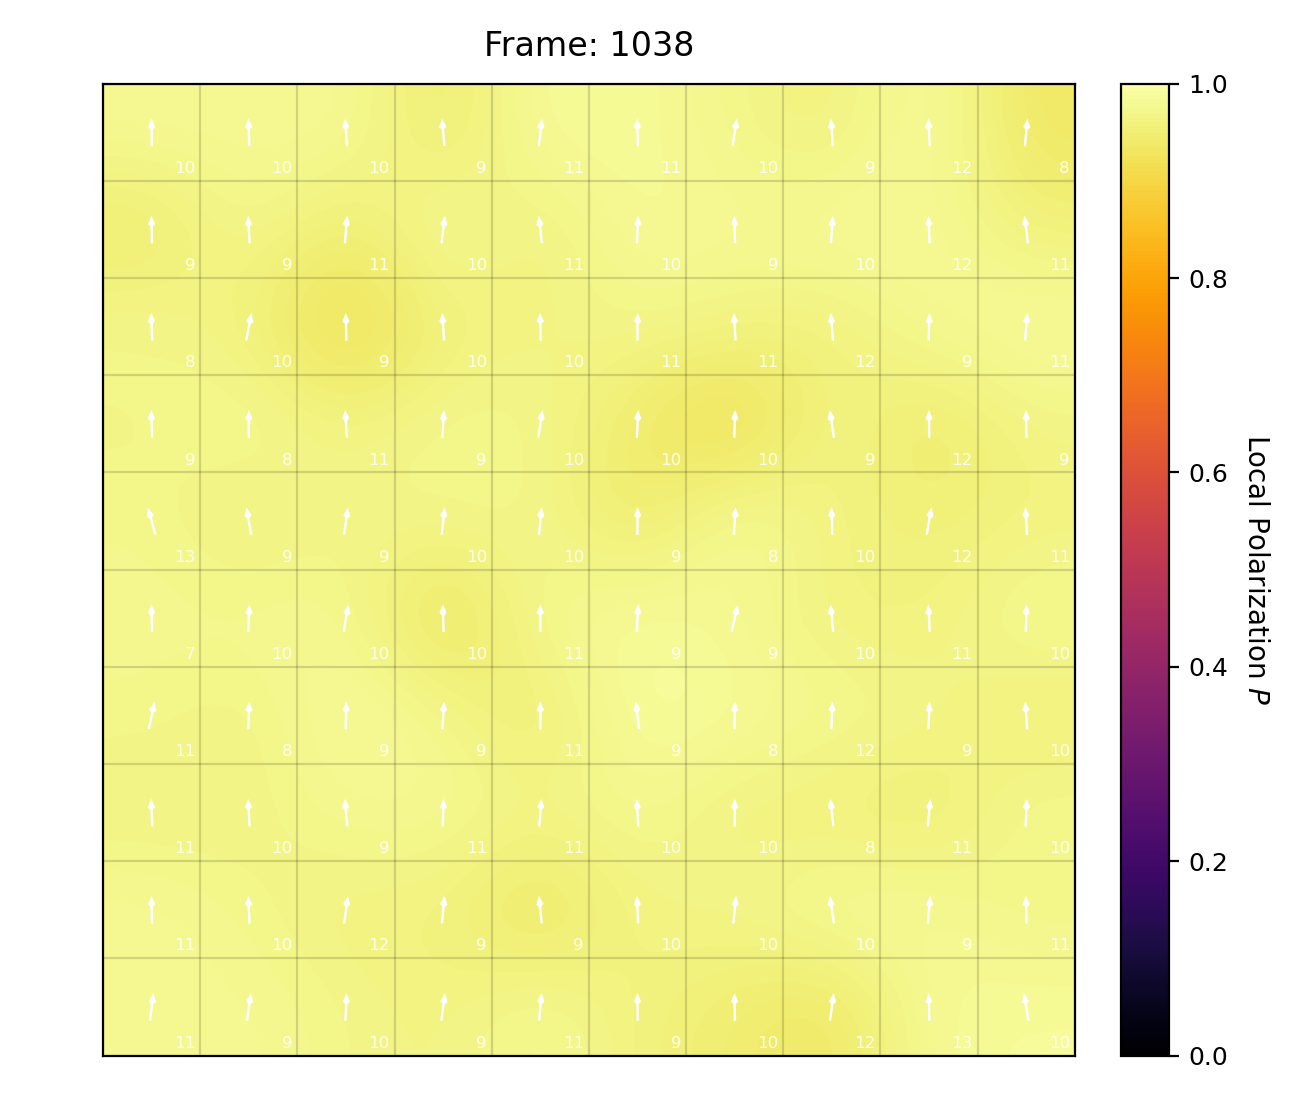 Frame: 1038
10 10 10 9 11 11 10 9 12 8
9 9 11 10 11 10 9 10 12 11
8 10 9 10 10 11 11 12 9 11
9 8 11 9 10 10 10 9 12 9
13 9 9 10 10 9 8 10 12 11
7 10 10 10 11 9 9 10 11 10
11 8 9 9 11 9 8 12 9 10
11 10 9 11 11 10 10 8 11 10
11 10 12 9 9 10 10 10 9 11
11 9 10 9 11 9 10 12 13 10
1.0
0.8
0.6
0.4
0.2
0.0
Local Polarization P